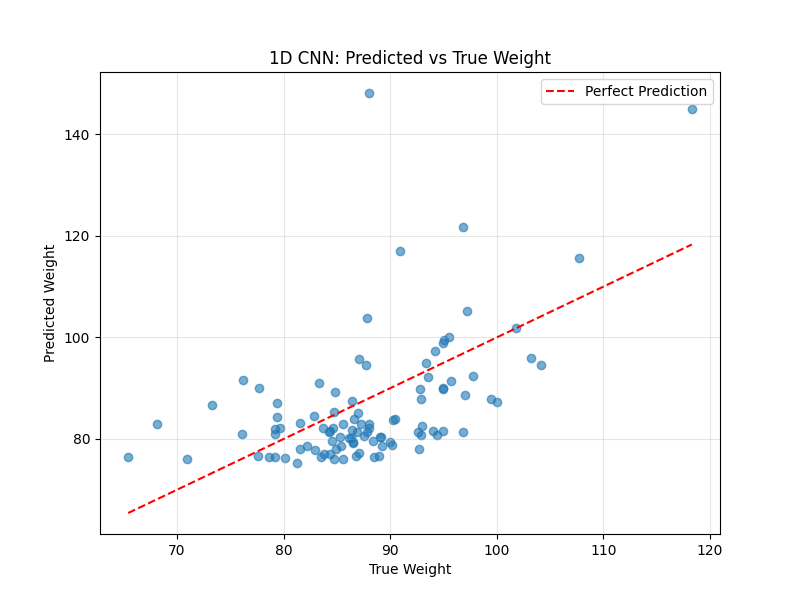 1D CNN: Predicted vs True Weight
Perfect Prediction
140
120
100
80
Predicted Weight
70 80 90 100 110 120
True Weight